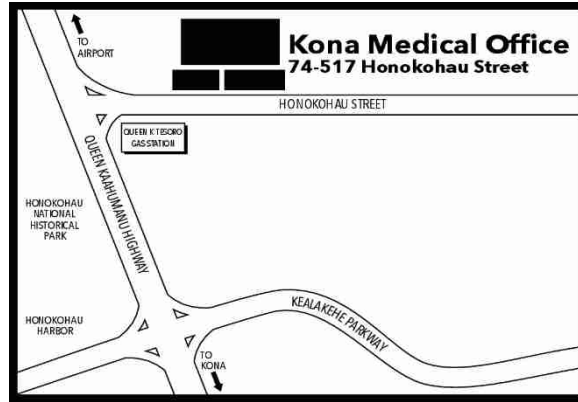 TO
AIRPORT
Kona Medical Office
74-517 Honokohau Street
HONOKOHAU STREET
QUEEN K TESORO
GAS STATION
QUEEN KAAHUMANU HIGHWAY
HONOKOHAU
NATIONAL
HISTORICAL
PARK
HONOKOHAU
HARBOR
KEALAKEHE PARKWAY
TO
KONA